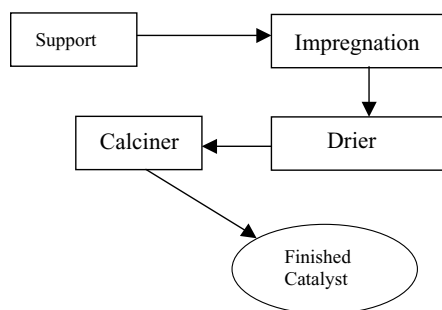 Support
Impregnation
Calciner
Drier
Finished
Catalyst